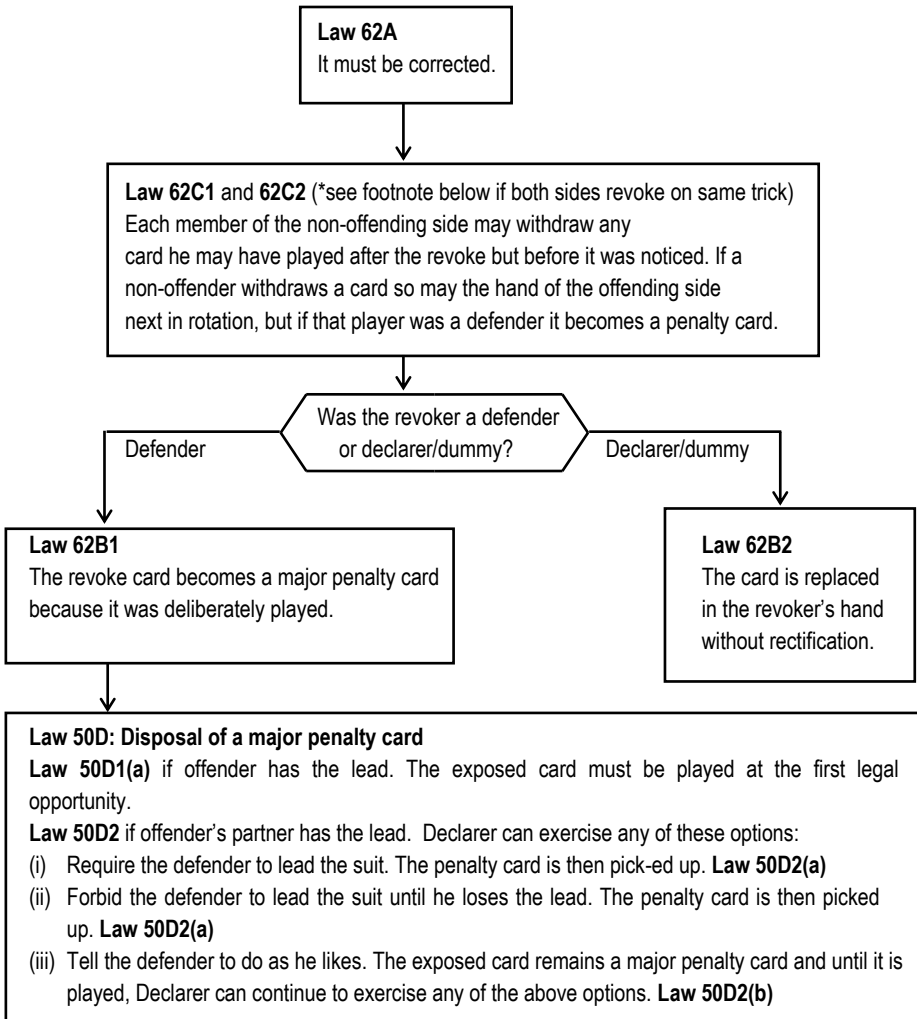 Law 62A
It must be corrected.
Law 62C1 and 62C2 (*see footnote below if both sides revoke on same trick)
Each member of the non-offending side may withdraw any
card he may have played after the revoke but before it was noticed. If a
non-offender withdraws a card so may the hand of the offending side
next in rotation, but if that player was a defender it becomes a penalty card.
Was the revoker a defender
or declarer/dummy?
Defender
Declarer/dummy
Law 62B1
The revoke card becomes a major penalty card
because it was deliberately played.
Law 62B2
The card is replaced
in the revoker's hand
without rectification.
Law 50D: Disposal of a major penalty card
Law 50D1(a) if offender has the lead. The exposed card must be played at the first legal
opportunity.
Law 50D2 if offender's partner has the lead. Declarer can exercise any of these options:
(i) Require the defender to lead the suit. The penalty card is then pick-ed up. Law 50D2(a)
(ii) Forbid the defender to lead the suit until he loses the lead. The penalty card is then picked
up. Law 50D2(a)
(iii) Tell the defender to do as he likes. The exposed card remains a major penalty card and until it is
played, Declarer can continue to exercise any of the above options. Law 50D2(b)